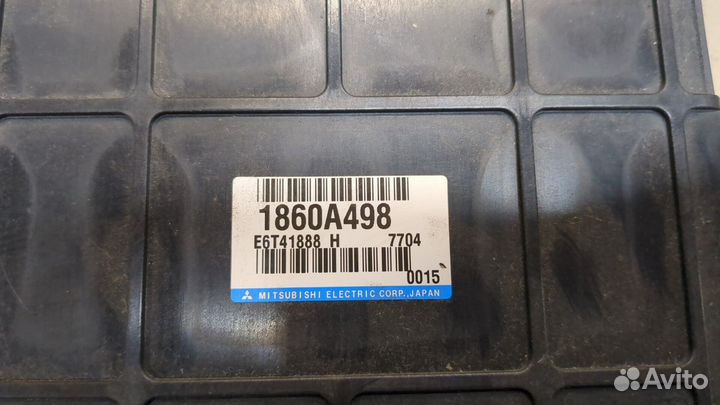 1860A498
E6T41888 H 7704
0015
MITSUBISHI ELECTRIC CORP., JAPAN
Avito